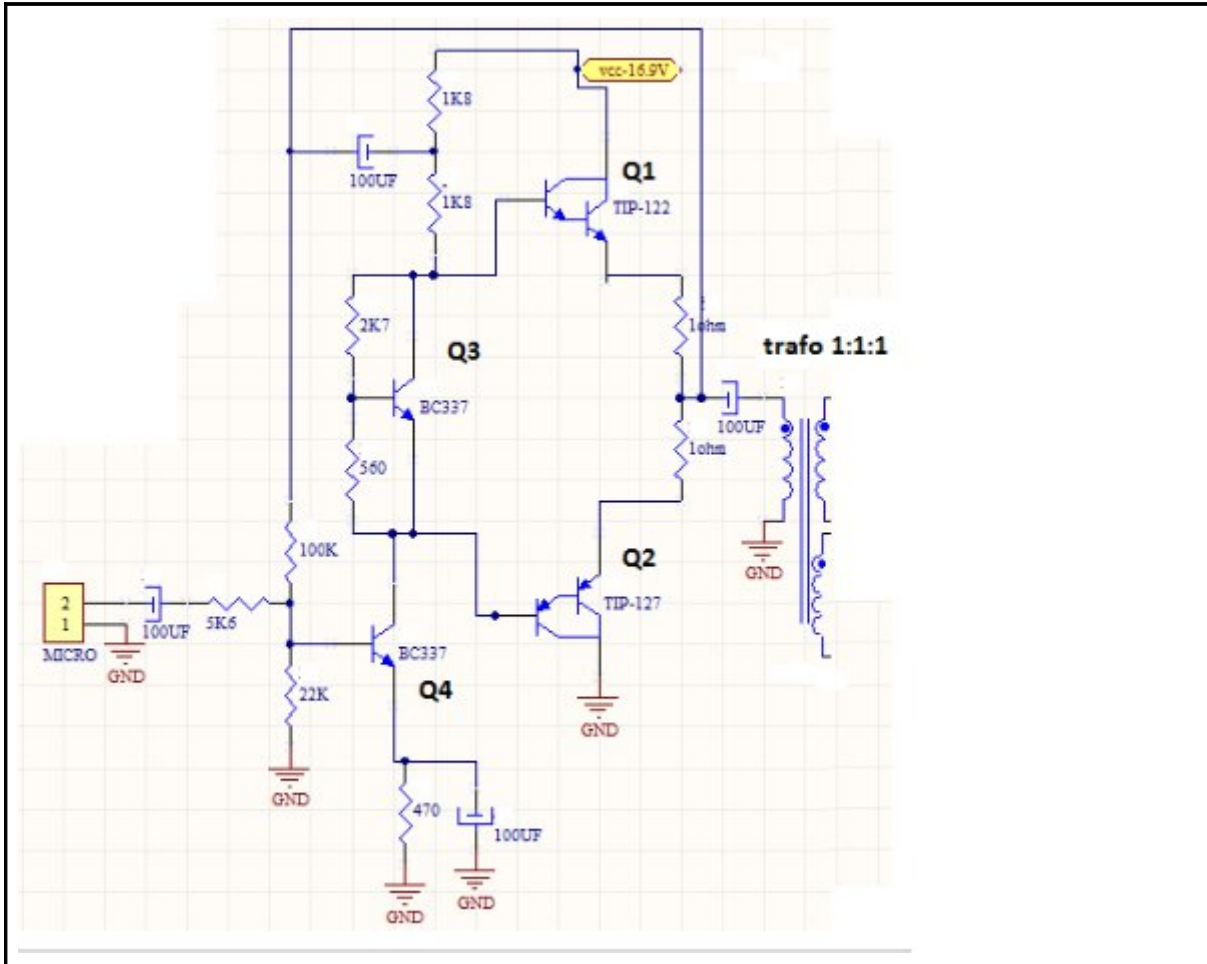 vcc-16.9V
1K8
100UF
1K8
Q1
TIP-122
2K7
1ohm
Q3
trafo 1:1:1
BC337
100UF
1ohm
560
100K
Q2
GND
2
1
MICRO
100UF
5K6
TIP-127
GND
BC337
22K
Q4
GND
GND
470
100UF
GND
GND